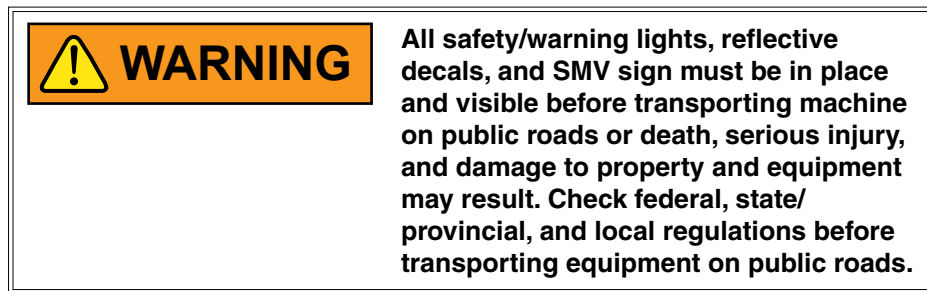 WARNING
All safety/warning lights, reflective
decals, and SMV sign must be in place
and visible before transporting machine
on public roads or death, serious injury,
and damage to property and equipment
may result. Check federal, state/
provincial, and local regulations before
transporting equipment on public roads.